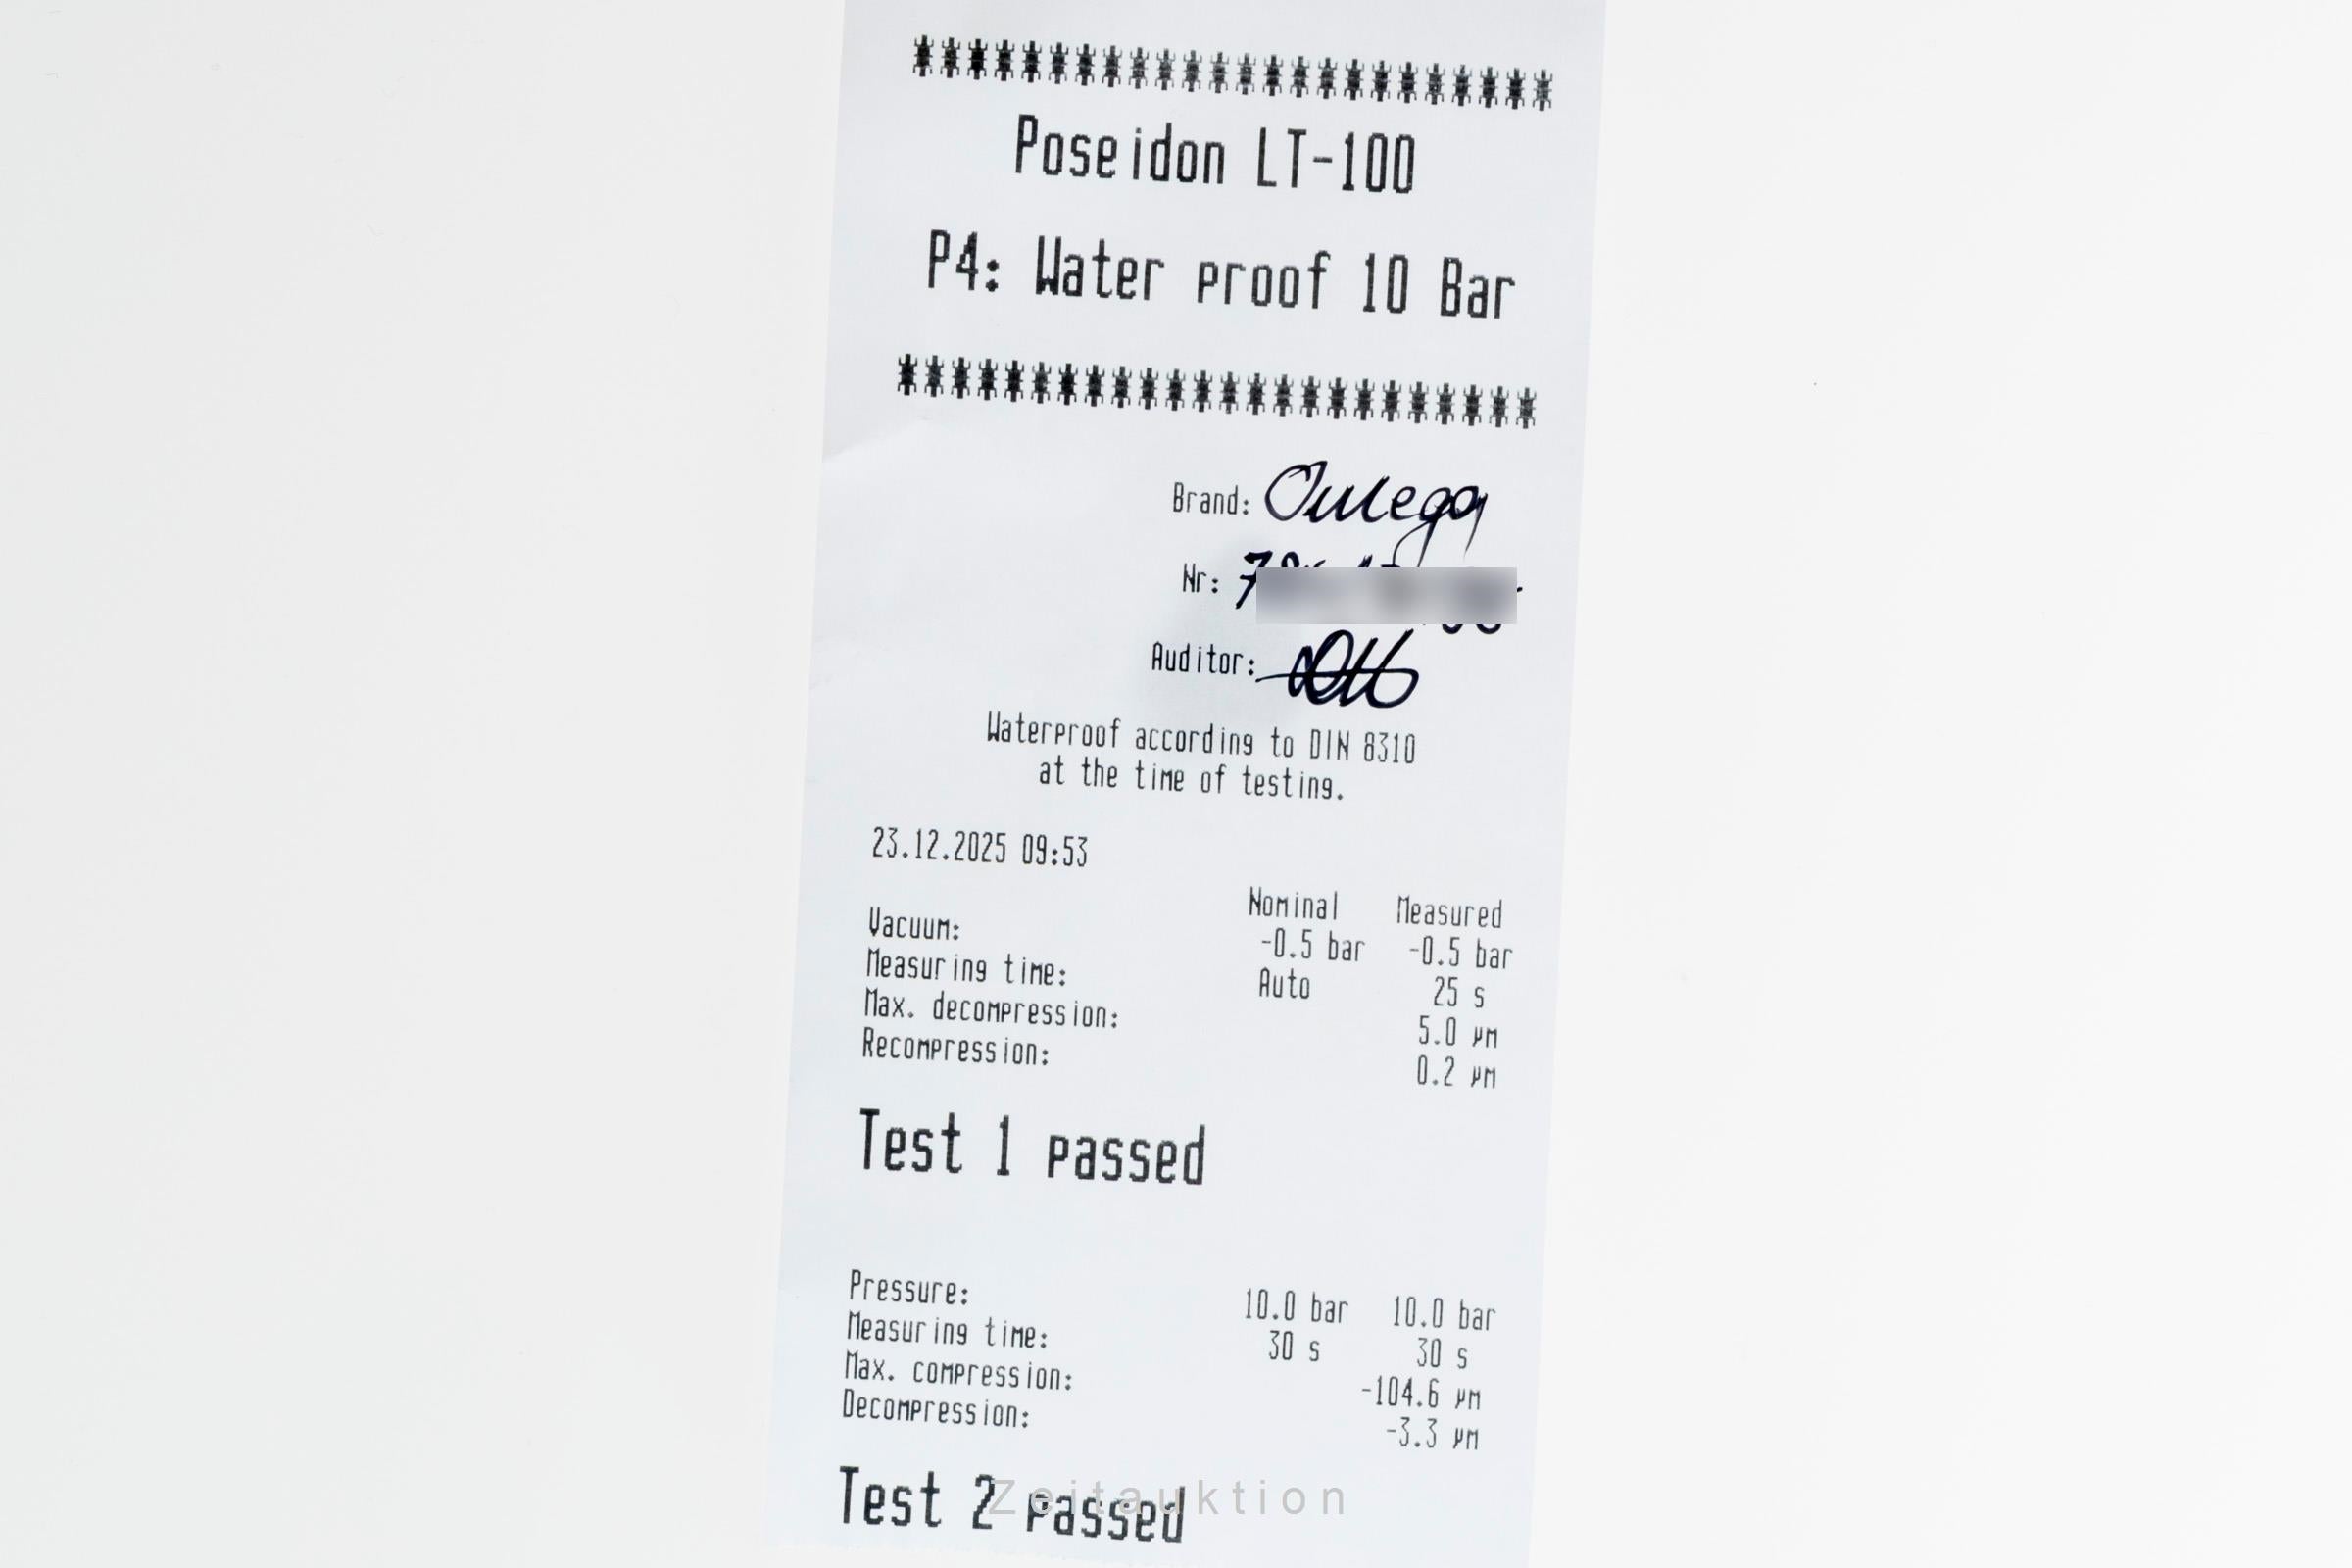 Poseidon LT-100
P4: Water proof 10 Bar
Brand: Omega
Nr: 7
Auditor:
Waterproof according to DIN 8310
at the time of testing.
23.12.2025 09:53
Nominal Measured
Vacuum: -0.5 bar -0.5 bar
Measuring time: Auto 25 s
Max. decompression: 5.0 µm
Recompression: 0.2 µm
Test 1 passed
Pressure: 10.0 bar 10.0 bar
Measuring time: 30 s 30 s
Max. compression: -104.6 µm
Decompression: -3.3 µm
Test 2 passed
Zeitauktion